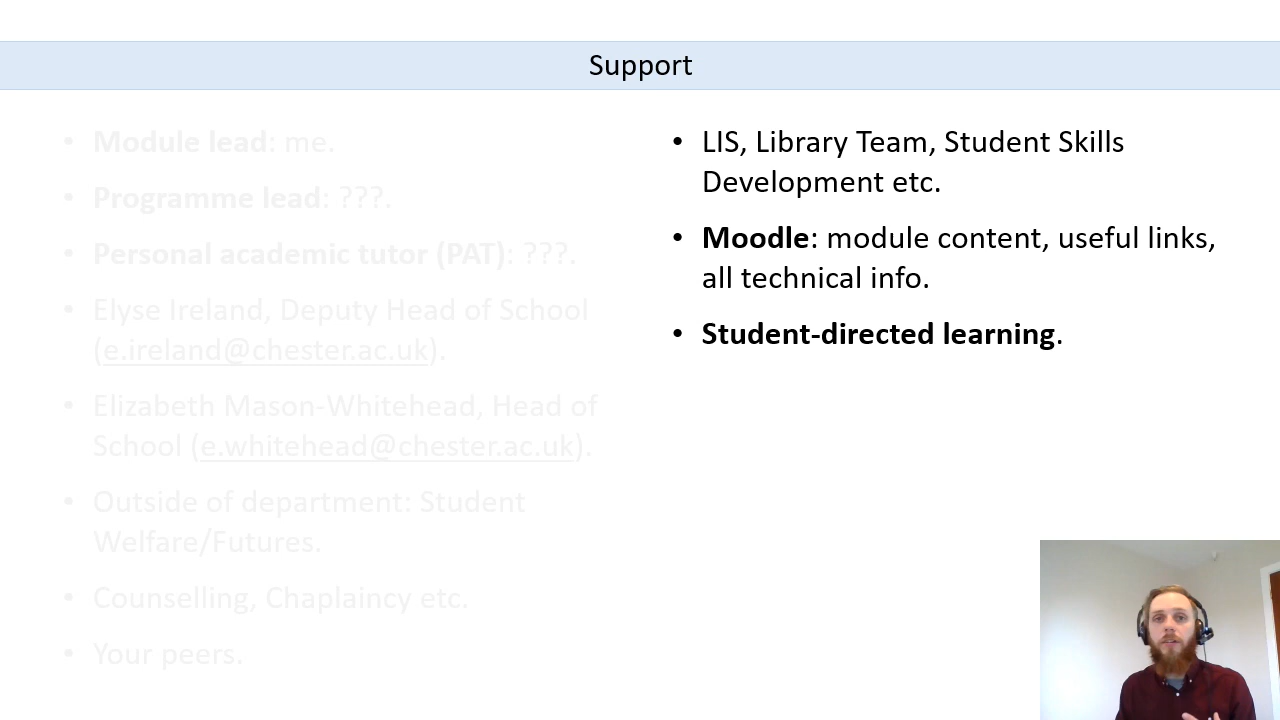 Support
• Module lead: me.
• Programme lead: ???.
• Personal academic tutor (PAT): ???.
• Elyse Ireland, Deputy Head of School
(e.ireland@chester.ac.uk).
• Elizabeth Mason-Whitehead, Head of
School (e.whitehead@chester.ac.uk).
• Outside of department: Student
Welfare/Futures.
• Counselling, Chaplaincy etc.
• Your peers.
• LIS, Library Team, Student Skills
Development etc.
• Moodle: module content, useful links,
all technical info.
• Student-directed learning.